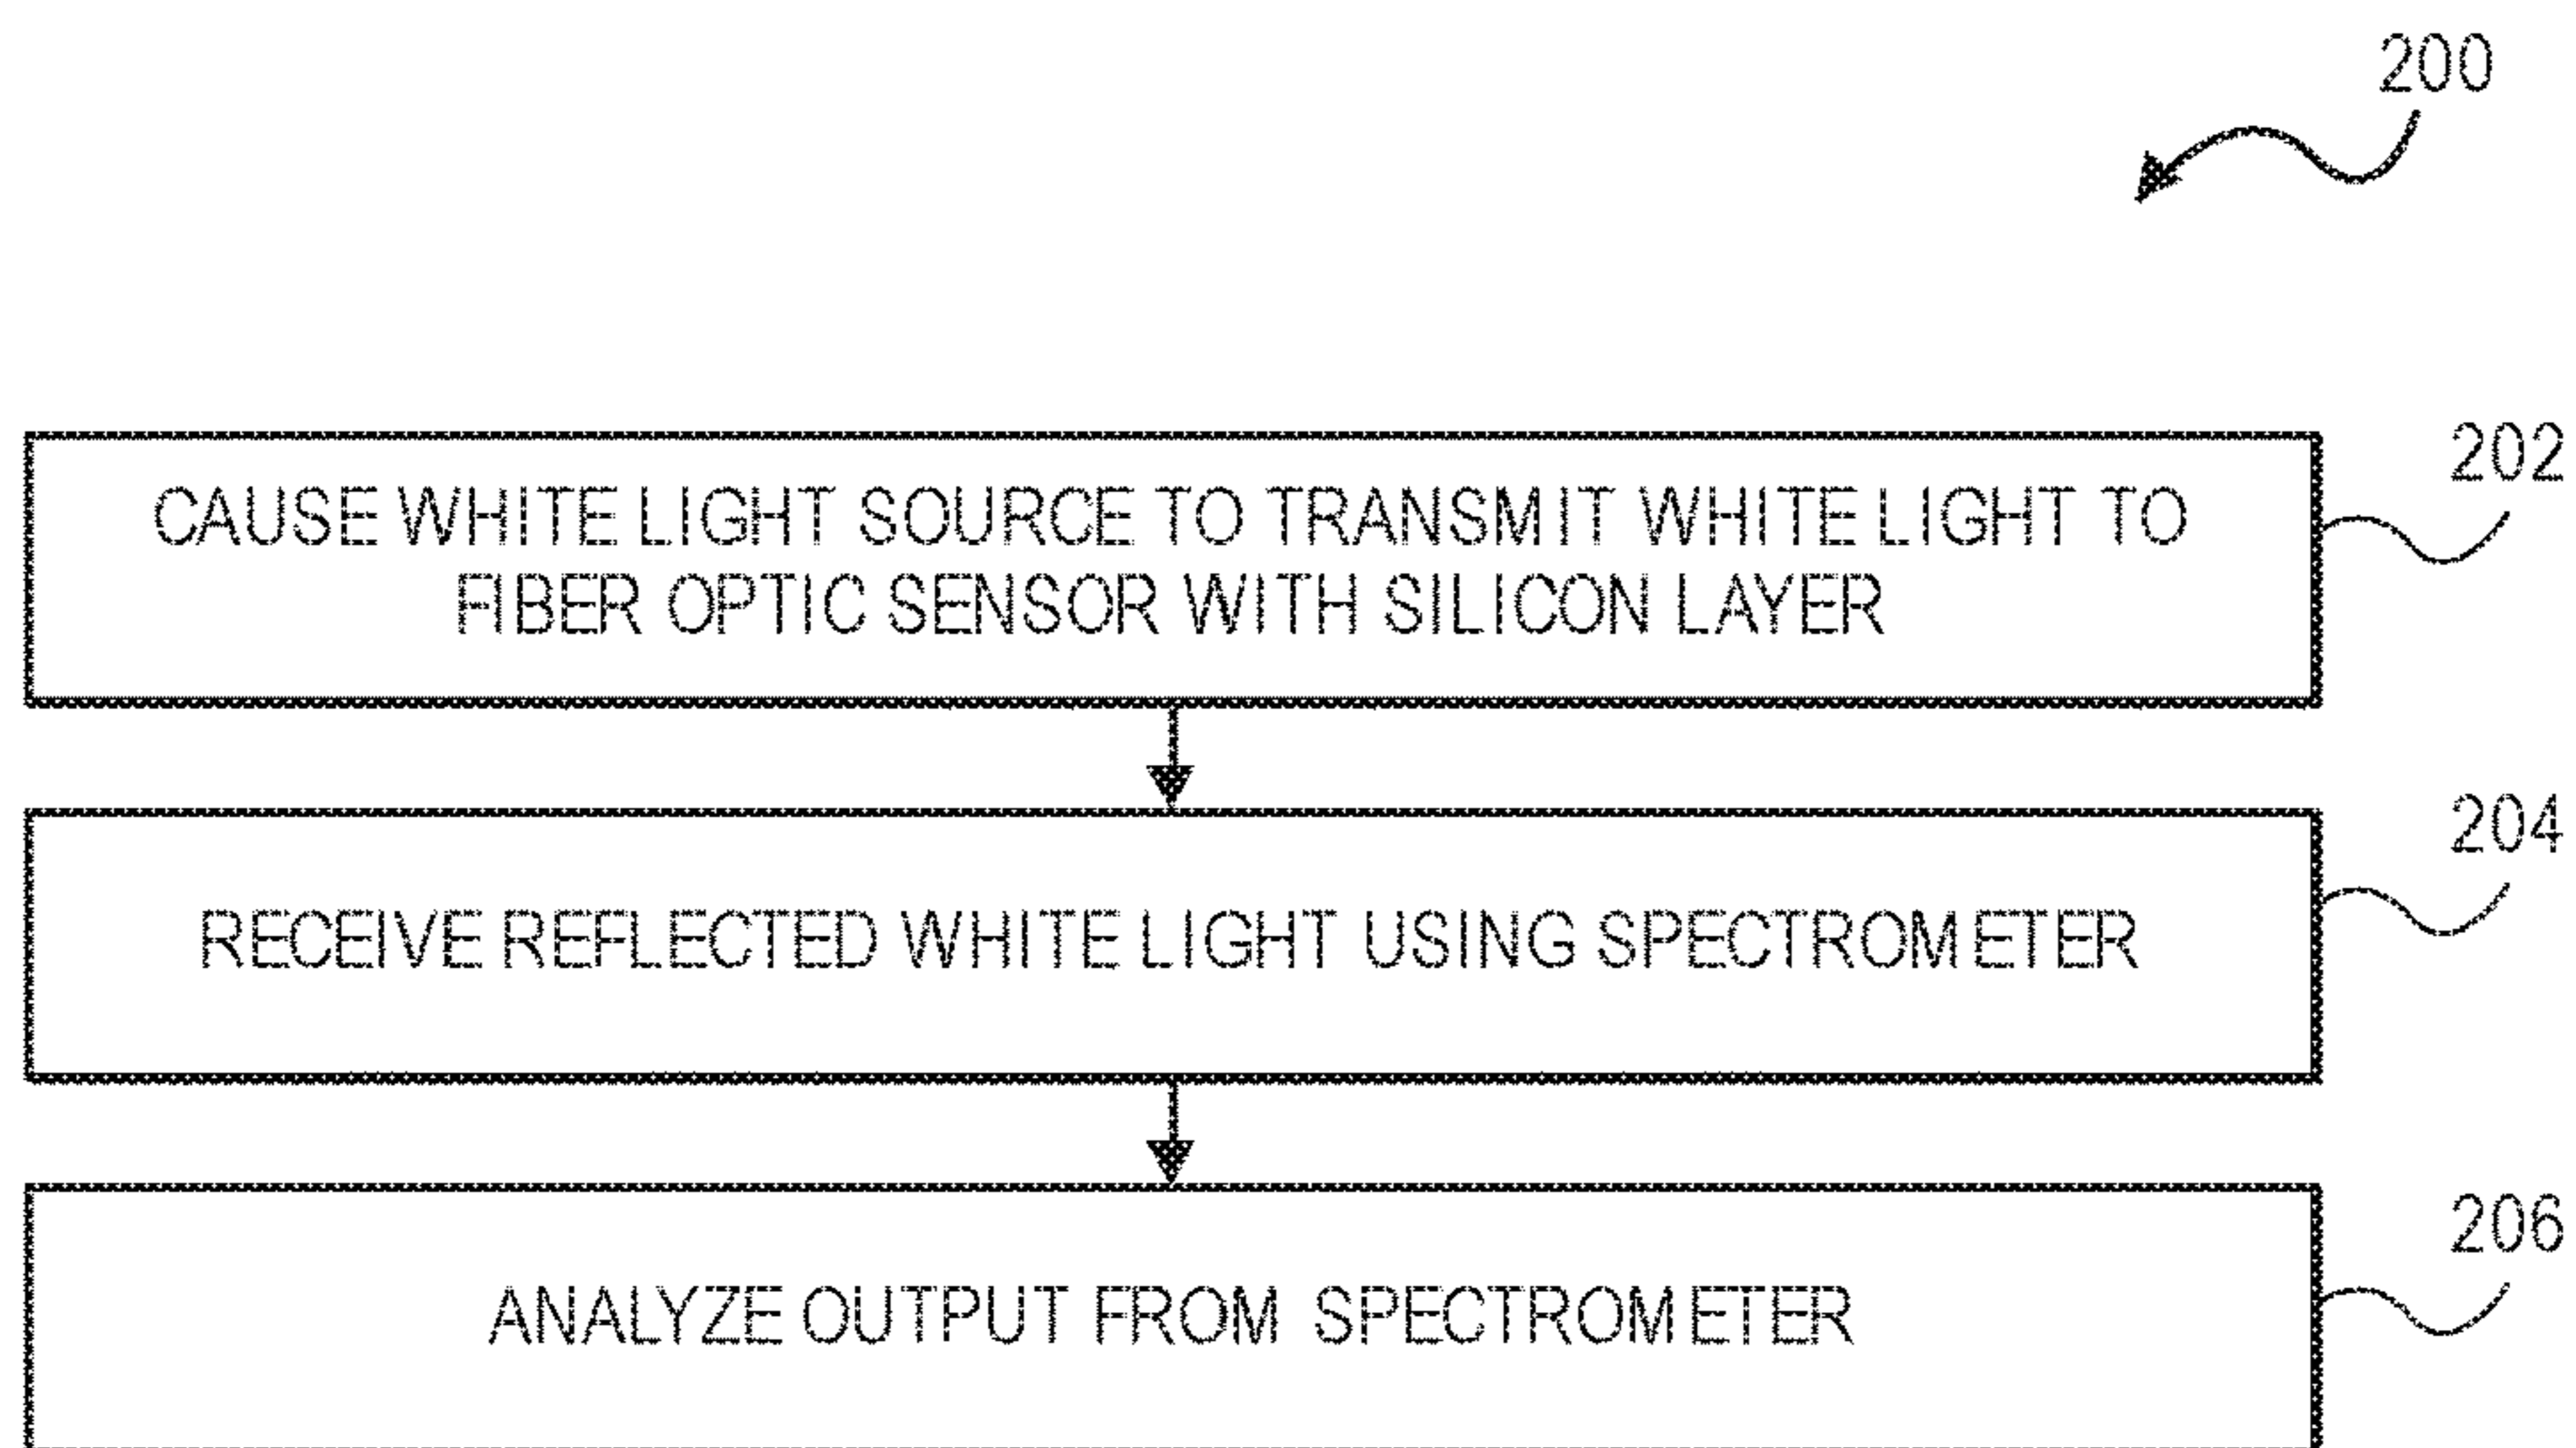 200
202
CAUSE WHITE LIGHT SOURCE TO TRANSMIT WHITE LIGHT TO
FIBER OPTIC SENSOR WITH SILICON LAYER
204
RECEIVE REFLECTED WHITE LIGHT USING SPECTROMETER
206
ANALYZE OUTPUT FROM SPECTROMETER